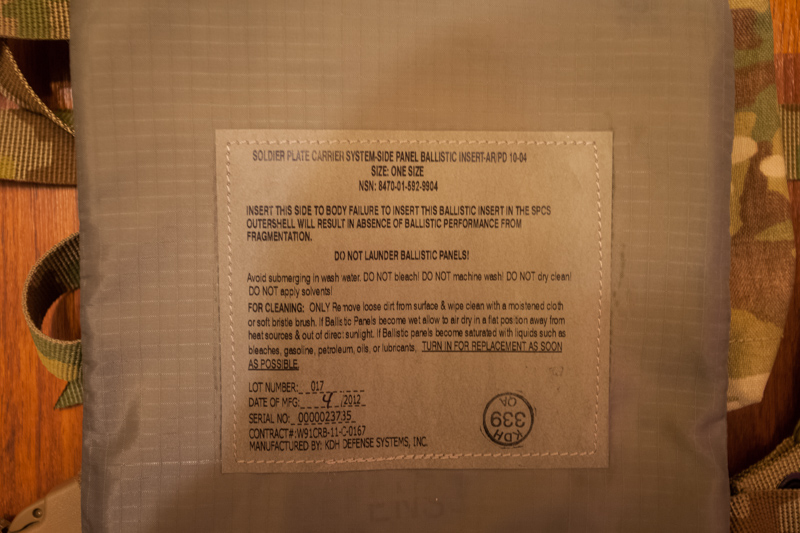 SOLDIER PLATE CARRIER SYSTEM-SIDE PANEL BALLISTIC INSERT-AR/PD 10-04
SIZE: ONE SIZE
NSN: 8470-01-592-9904
INSERT THIS SIDE TO BODY FAILURE TO INSERT THIS BALLISTIC INSERT IN THE SPCS
OUTERSHELL WILL RESULT IN ABSENCE OF BALLISTIC PERFORMANCE FROM
FRAGMENTATION.
DO NOT LAUNDER BALLISTIC PANELS!
Avoid submerging in wash water. DO NOT bleach! DO NOT machine wash! DO NOT dry clean!
DO NOT apply solvents!
FOR CLEANING: ONLY Remove loose dirt from surface & wipe clean with a moistened cloth
or soft bristle brush. If Ballistic Panels become wet allow to air dry in a flat position away from
heat sources & out of direct sunlight. If Ballistic panels become saturated with liquids such as
bleaches, gasoline, petroleum, oils, or lubricants, TURN IN FOR REPLACEMENT AS SOON
AS POSSIBLE.
LOT NUMBER: 017
DATE OF MFG: 4 /2012
SERIAL NO: 0000023735
CONTRACT#:W91CRB-11-C-0167
MANUFACTURED BY: KDH DEFENSE SYSTEMS, INC.
KDH
339
QA